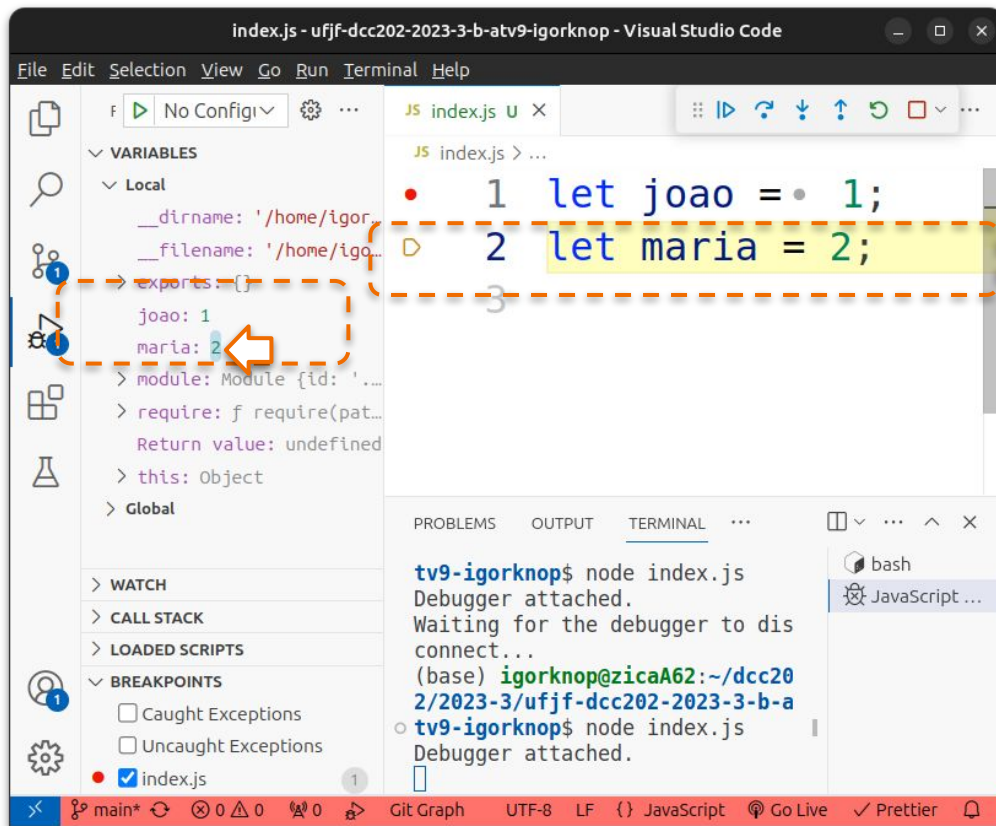 index.js - ufjf-dcc202-2023-3-b-atv9-igorknop - Visual Studio Code
File Edit Selection View Go Run Terminal Help
No Config
VARIABLES
Local
__dirname: '/home/igor…
__filename: '/home/igo…
exports: {}
joao: 1
maria: 2
module: Module {id: '.…
require: ƒ require(pat…
Return value: undefined
this: Object
Global
WATCH
CALL STACK
LOADED SCRIPTS
BREAKPOINTS
Caught Exceptions
Uncaught Exceptions
index.js 1
1
1
1
JS index.js U
JS index.js > ...
1 let joao = 1;
2 let maria = 2;
3
PROBLEMS OUTPUT TERMINAL ...
tv9-igorknop$ node index.js
Debugger attached.
Waiting for the debugger to dis
connect...
(base) igorknop@zicaA62:~/dcc20
2/2023-3/ufjf-dcc202-2023-3-b-a
tv9-igorknop$ node index.js
Debugger attached.
bash
JavaScript ...
main* 0 0 0 Git Graph UTF-8 LF {} JavaScript Go Live Prettier